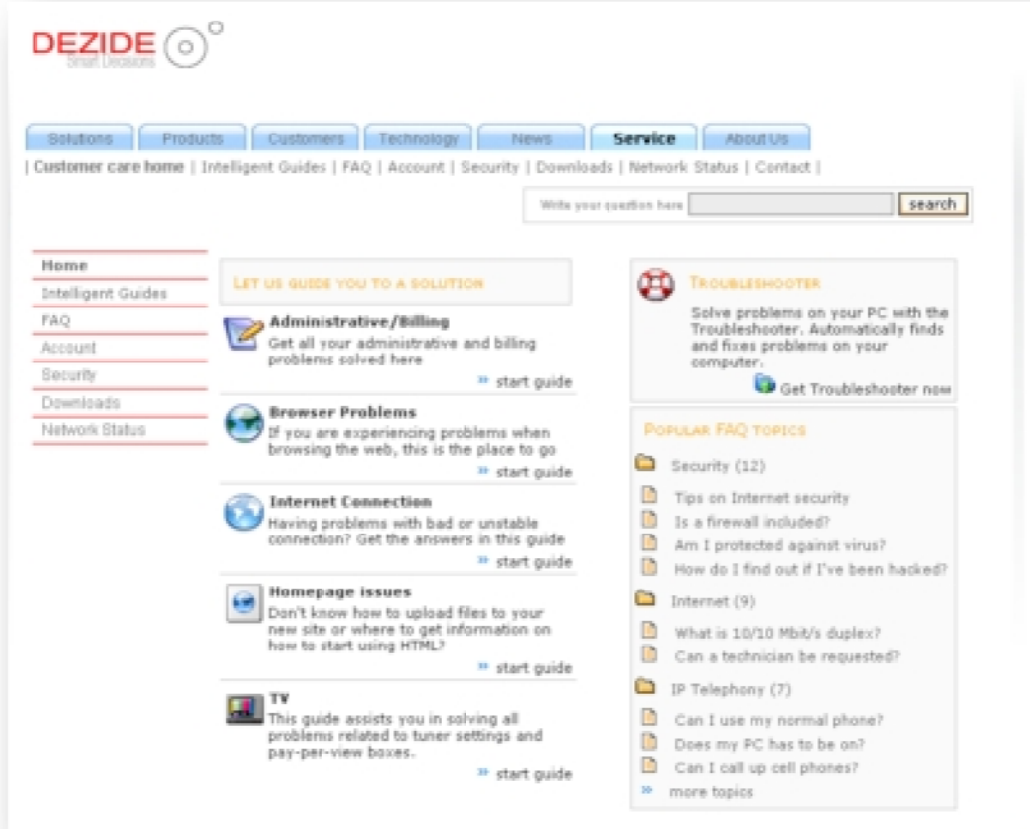 DEZIDE
Smart Decisions
Solutions Products Customers Technology News Service About Us
| Customer care home | Intelligent Guides | FAQ | Account | Security | Downloads | Network Status | Contact |
Write your question here search
Home
Intelligent Guides
FAQ
Account
Security
Downloads
Network Status
LET US GUIDE YOU TO A SOLUTION
Administrative/Billing
Get all your administrative and billing
problems solved here
» start guide
Browser Problems
If you are experiencing problems when
browsing the web, this is the place to go
» start guide
Internet Connection
Having problems with bad or unstable
connection? Get the answers in this guide
» start guide
Homepage issues
Don't know how to upload files to your
new site or where to get information on
how to start using HTML?
» start guide
TV
This guide assists you in solving all
problems related to tuner settings and
pay-per-view boxes.
» start guide
TROUBLESHOOTER
Solve problems on your PC with the
Troubleshooter. Automatically finds
and fixes problems on your
computer.
Get Troubleshooter now
POPULAR FAQ TOPICS
Security (12)
Tips on Internet security
Is a firewall included?
Am I protected against virus?
How do I find out if I've been hacked?
Internet (9)
What is 10/10 Mbit/s duplex?
Can a technician be requested?
IP Telephony (7)
Can I use my normal phone?
Does my PC has to be on?
Can I call up cell phones?
» more topics